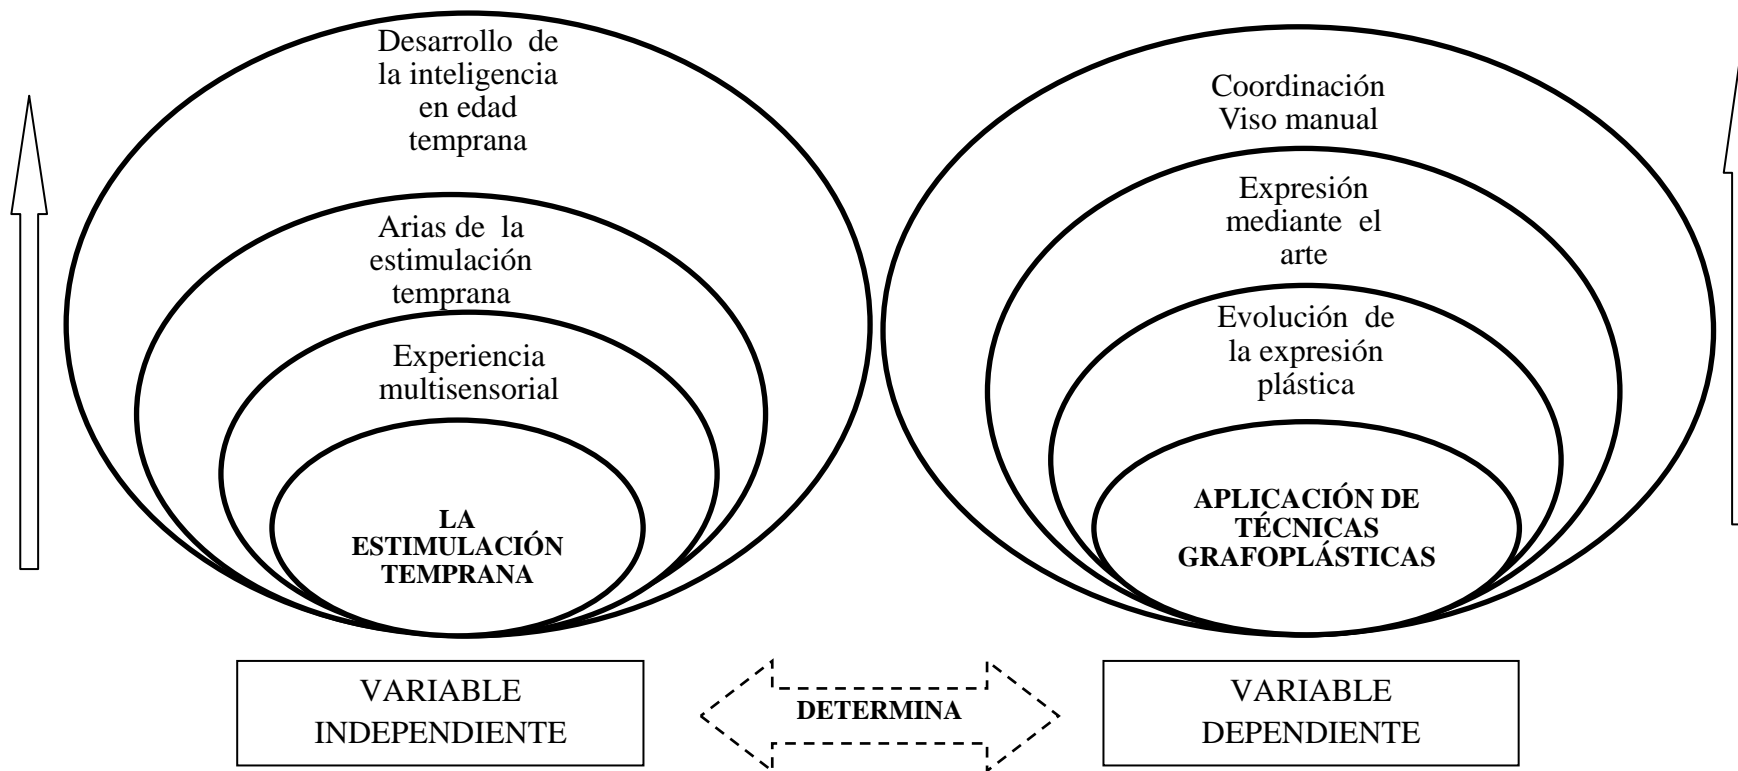 Desarrollo de
la inteligencia
en edad
temprana
Arias de la
estimulación
temprana
Experiencia
multisensorial
LA
ESTIMULACIÓN
TEMPRANA
Coordinación
Viso manual
Expresión
mediante el
arte
Evolución de
la expresión
plástica
APLICACIÓN DE
TÉCNICAS
GRAFOPLÁSTICAS
VARIABLE
INDEPENDIENTE
DETERMINA
VARIABLE
DEPENDIENTE